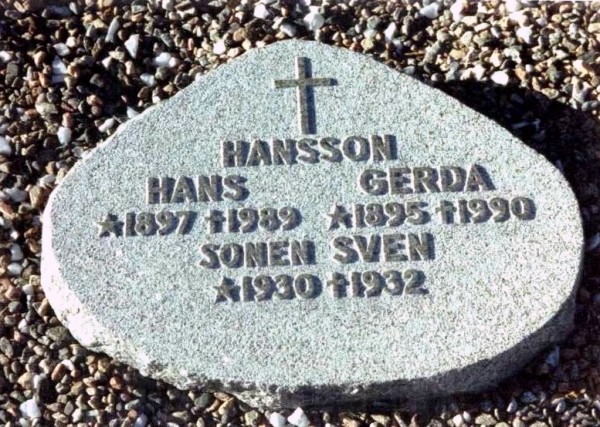 HANSSON
HANS GERDA
★1897 †1989 ★1895 †1990
SONEN SVEN
★1930 †1932